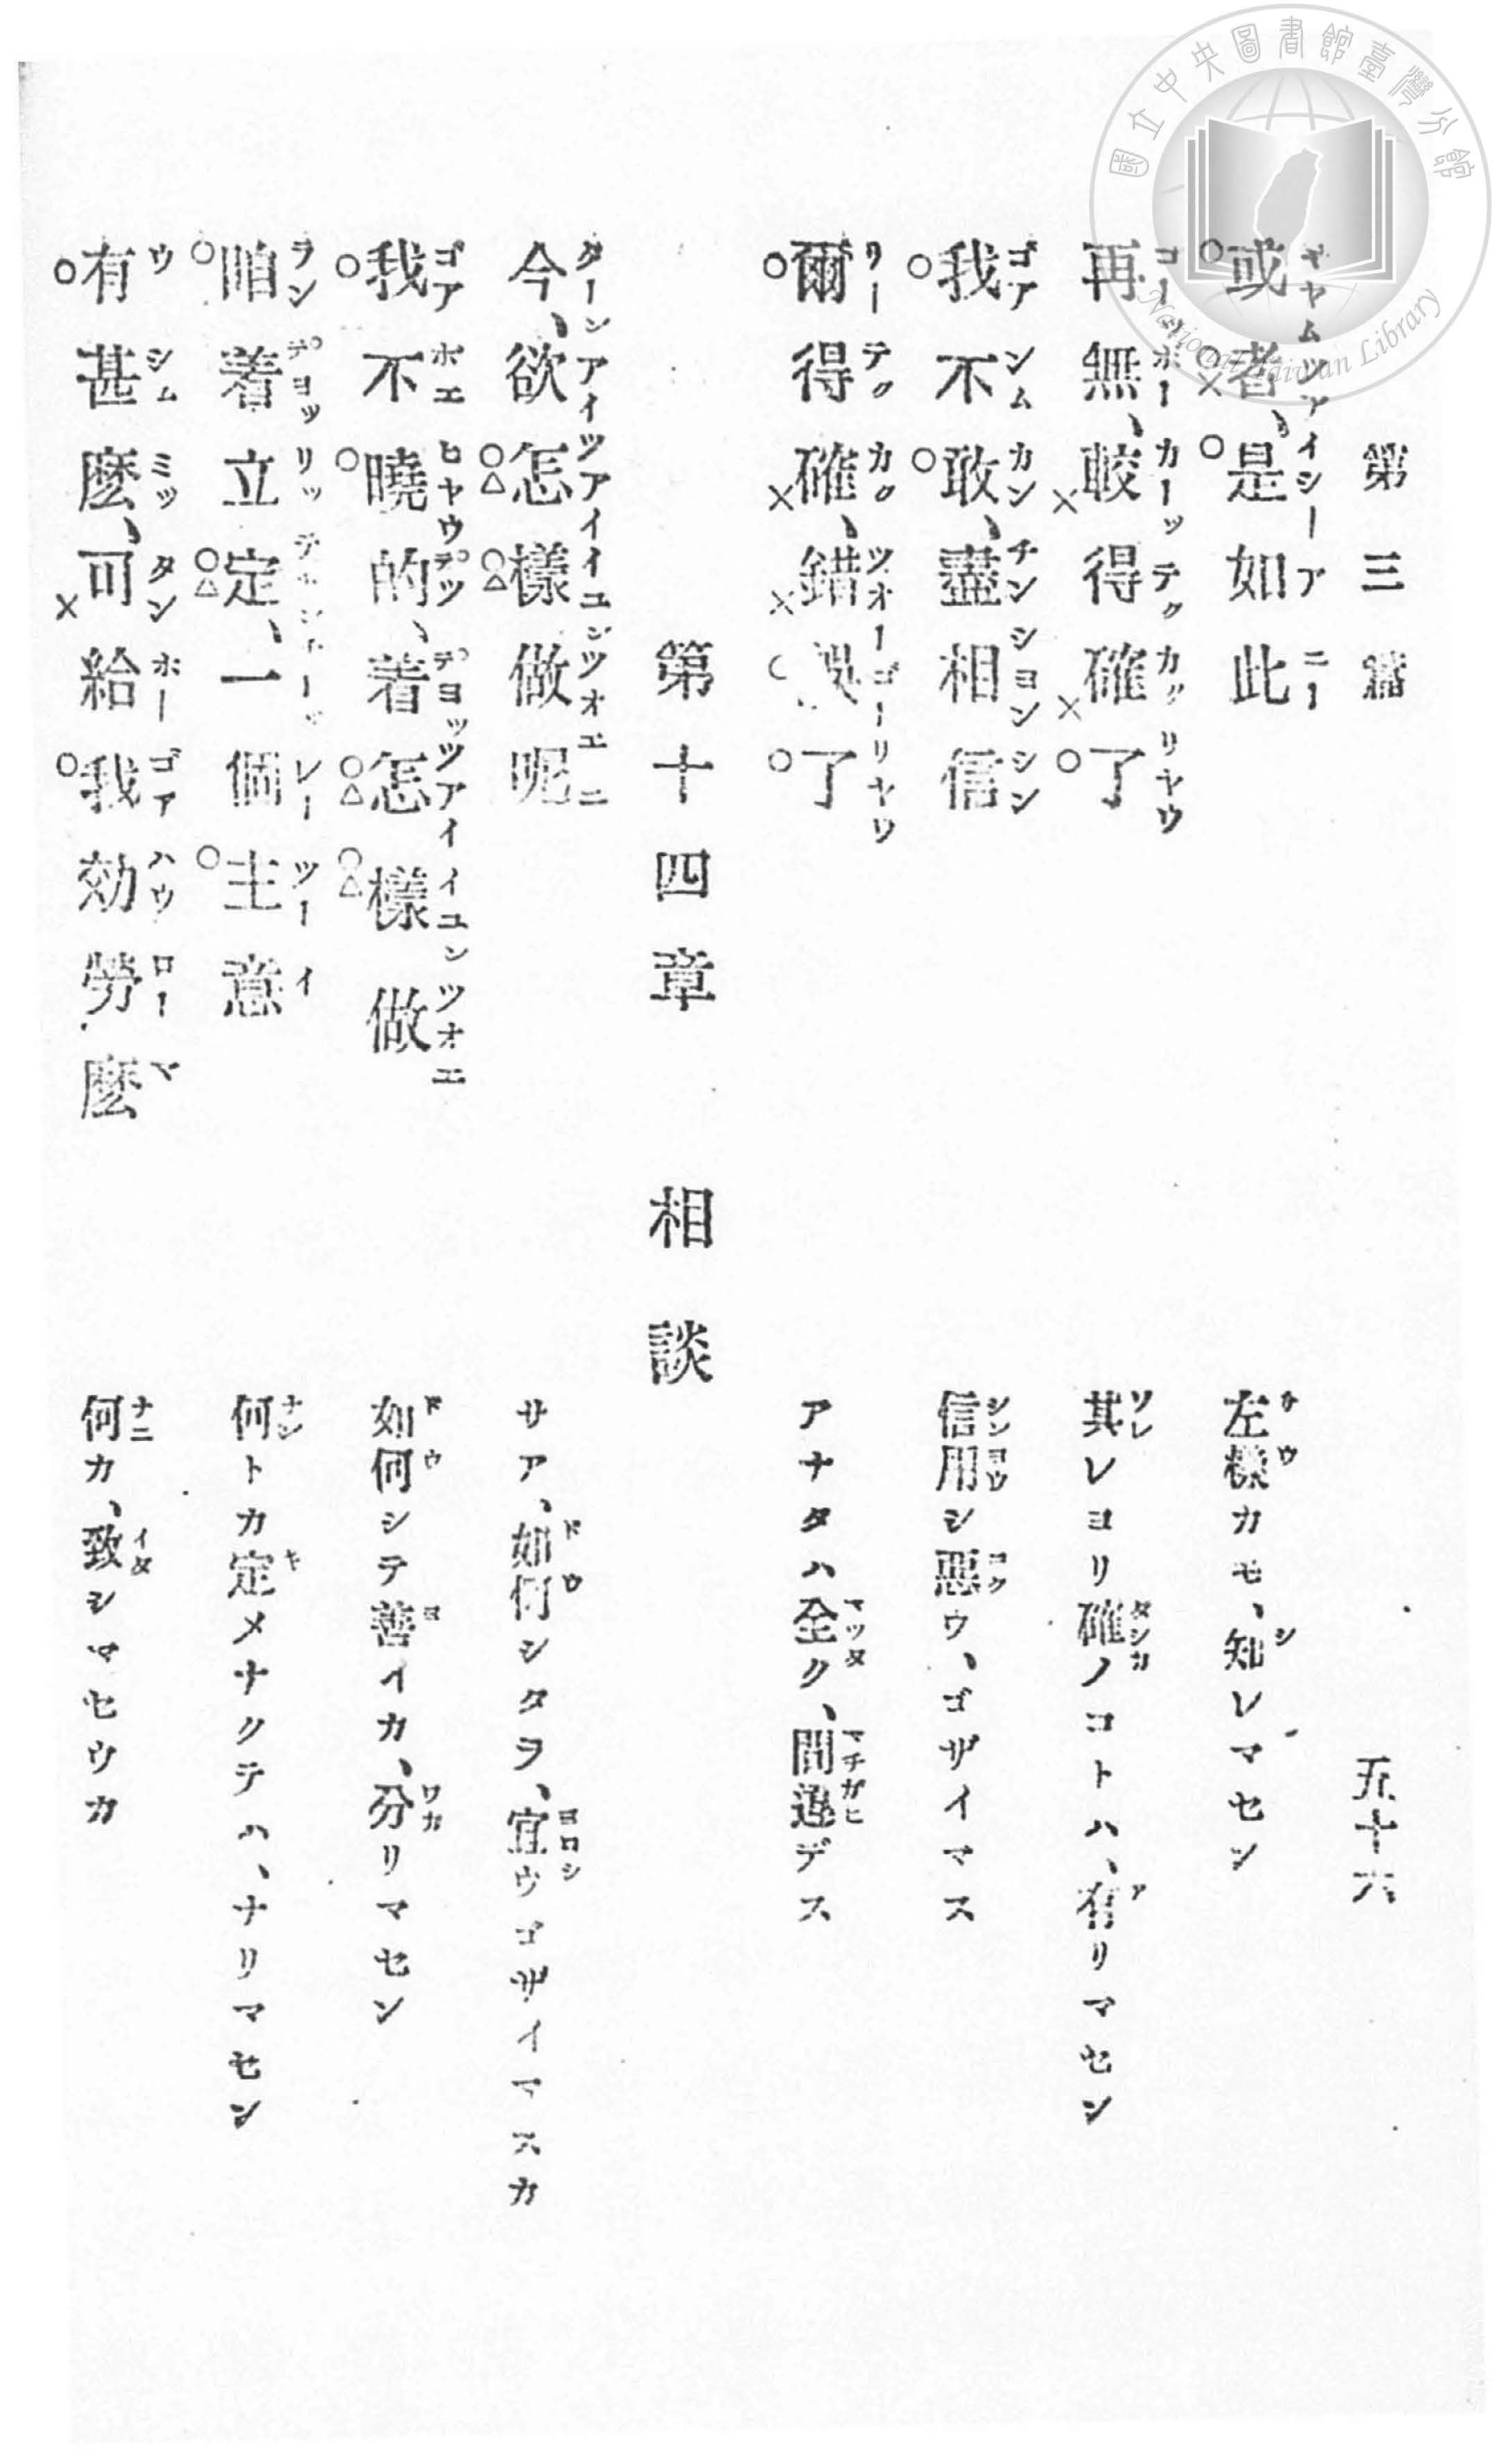 國立中央圖書館臺灣分館
National Taiwan Library
第三篇
五十六
或者、是如此
左樣カモ、知レマセン
再無、較得確了
其レヨリ確ノコトハ、有リマセン
我不敢、盡相信
信用シ惡ウ、ゴザイマス
爾得確、錯誤了
アナタハ全ク、間違デス
第十四章 相談
今、欲怎樣做呢
サア、如何シタラ、宜ウゴザイマスカ
我不曉的、着怎樣做
如何シテ善イカ、分リマセン
咱着立定、一個主意
何トカ定メナクテハ、ナリマセン
有甚麼、可給我効勞麼
何カ、致シマセウカ